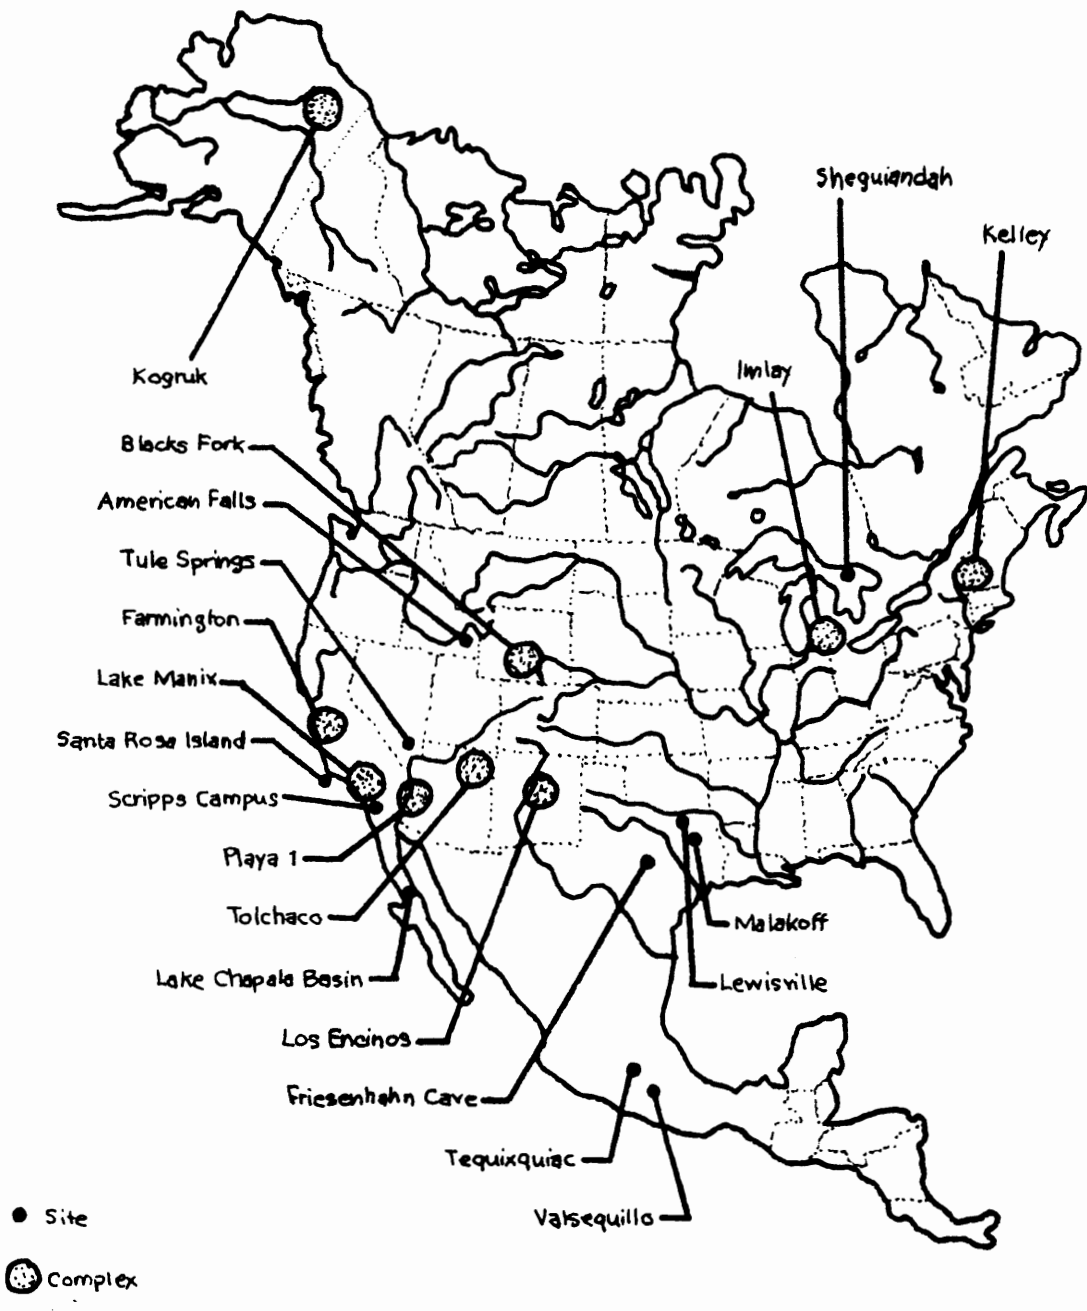 Sheguiandah
Kelley
Imlay
Kogruk
Blacks Fork
American Falls
Tule Springs
Farmington
Lake Manix
Santa Rosa Island
Scripps Campus
Playa 1
Tolchaco
Malakoff
Lake Chapala Basin
Lewisville
Los Encinos
Friesenhahn Cave
Tequixquiac
Valsequillo
Site
Complex